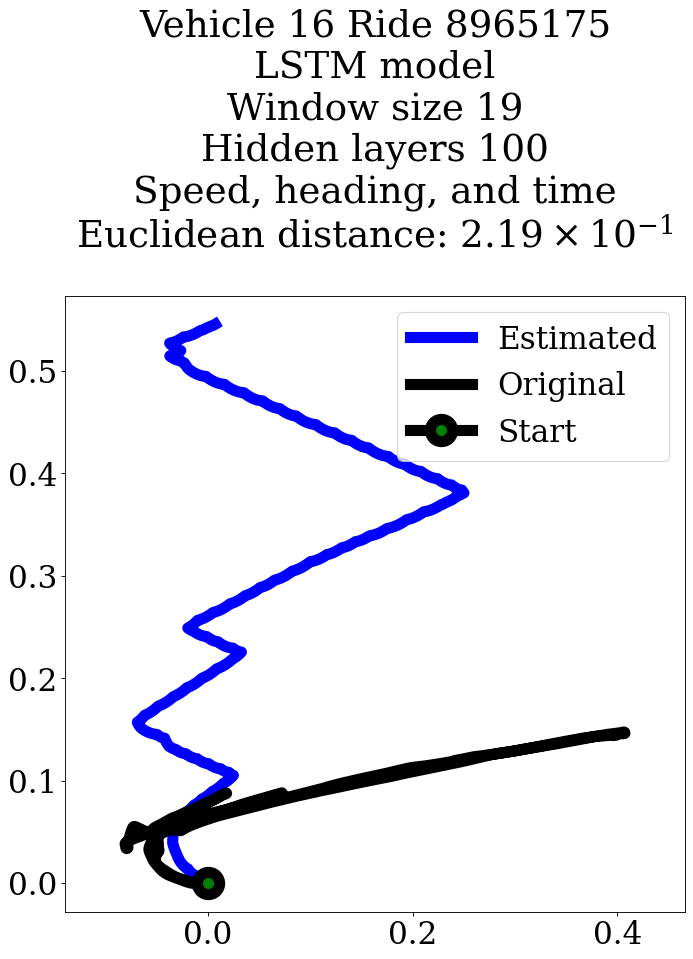 Vehicle 16 Ride 8965175
LSTM model
Window size 19
Hidden layers 100
Speed, heading, and time
Euclidean distance: 2.19 × 10⁻¹
Estimated
Original
Start
0.5
0.4
0.3
0.2
0.1
0.0
0.0 0.2 0.4